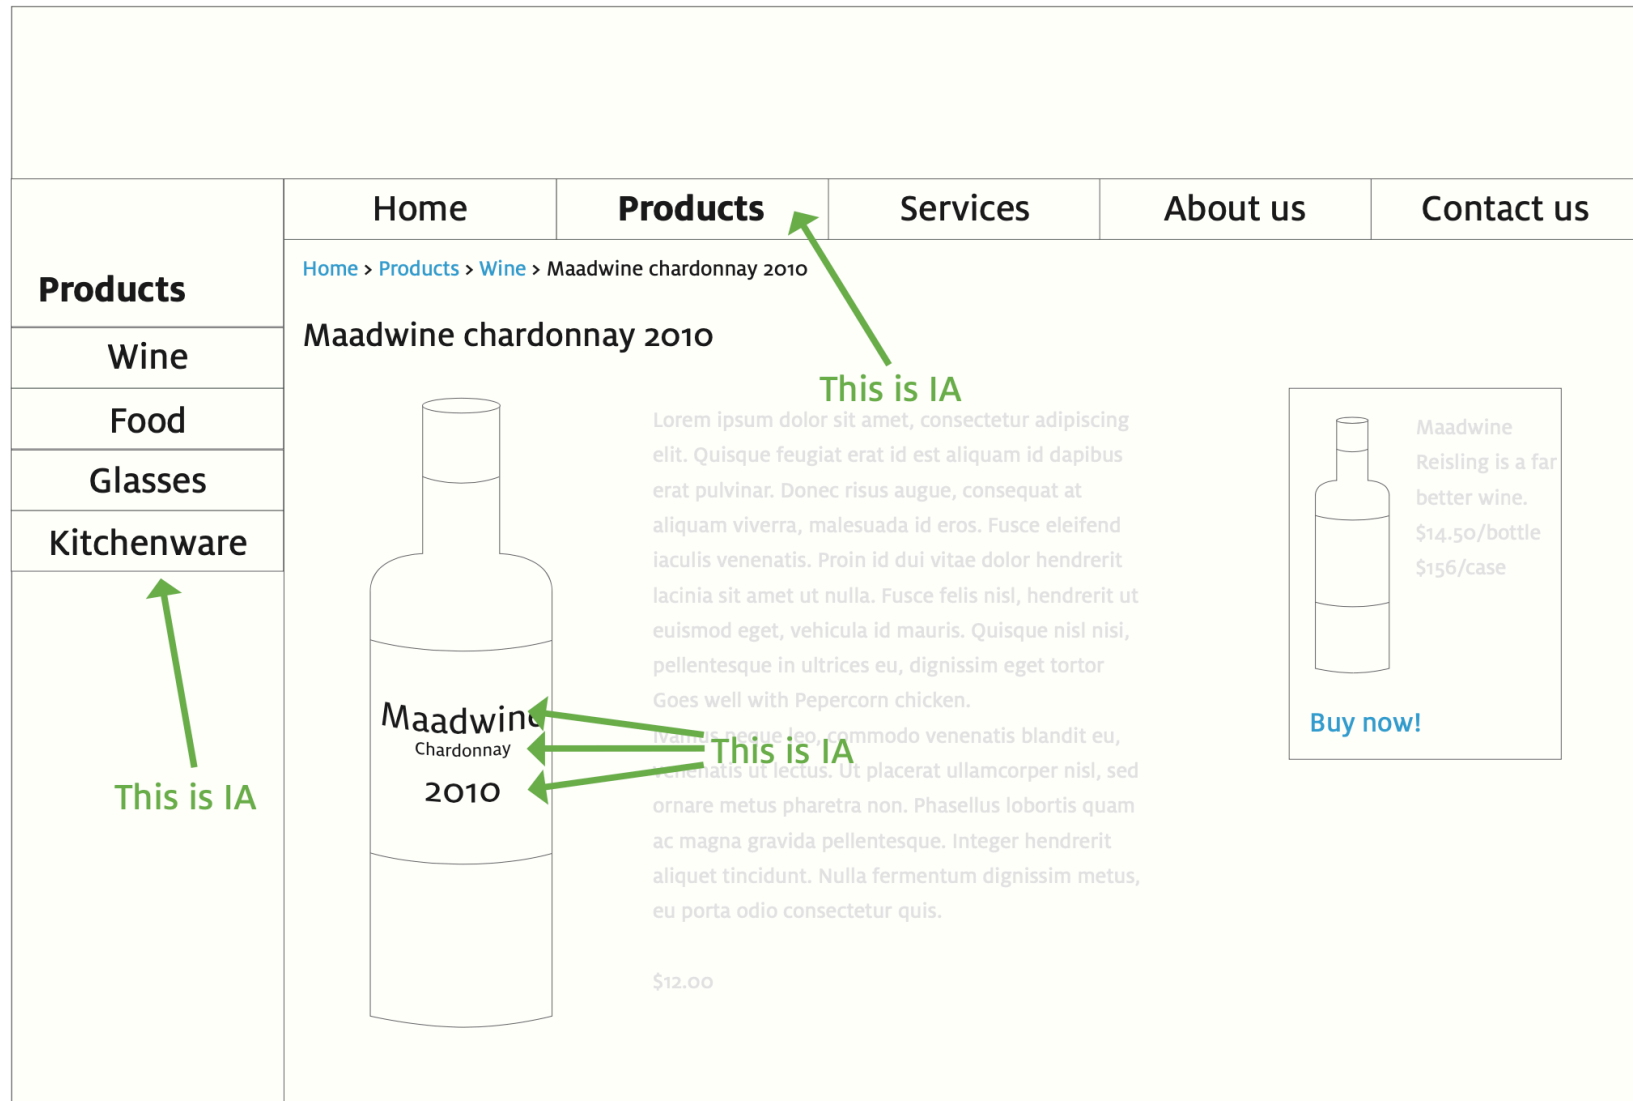 Home
Products
Services
About us
Contact us
Products
Wine
Food
Glasses
Kitchenware
This is IA
Home > Products > Wine > Maadwine chardonnay 2010
Maadwine chardonnay 2010
This is IA
Maadwine
Chardonnay
2010
Lorem ipsum dolor sit amet, consectetur adipiscing
elit. Quisque feugiat erat id est aliquam id dapibus
erat pulvinar. Donec risus augue, consequat at
aliquam viverra, malesuada id eros. Fusce eleifend
iaculis venenatis. Proin id dui vitae dolor hendrerit
lacinia sit amet ut nulla. Fusce felis nisl, hendrerit ut
euismod eget, vehicula id mauris. Quisque nisl nisi,
pellentesque in ultrices eu, dignissim eget tortor
Goes well with Pepercorn chicken.
Ivamus neque leo, commodo venenatis blandit eu,
This is IA
venenatis ut lectus. Ut placerat ullamcorper nisl, sed
ornare metus pharetra non. Phasellus lobortis quam
ac magna gravida pellentesque. Integer hendrerit
aliquet tincidunt. Nulla fermentum dignissim metus,
eu porta odio consectetur quis.
$12.00
Maadwine
Reisling is a far
better wine.
$14.50/bottle
$156/case
Buy now!